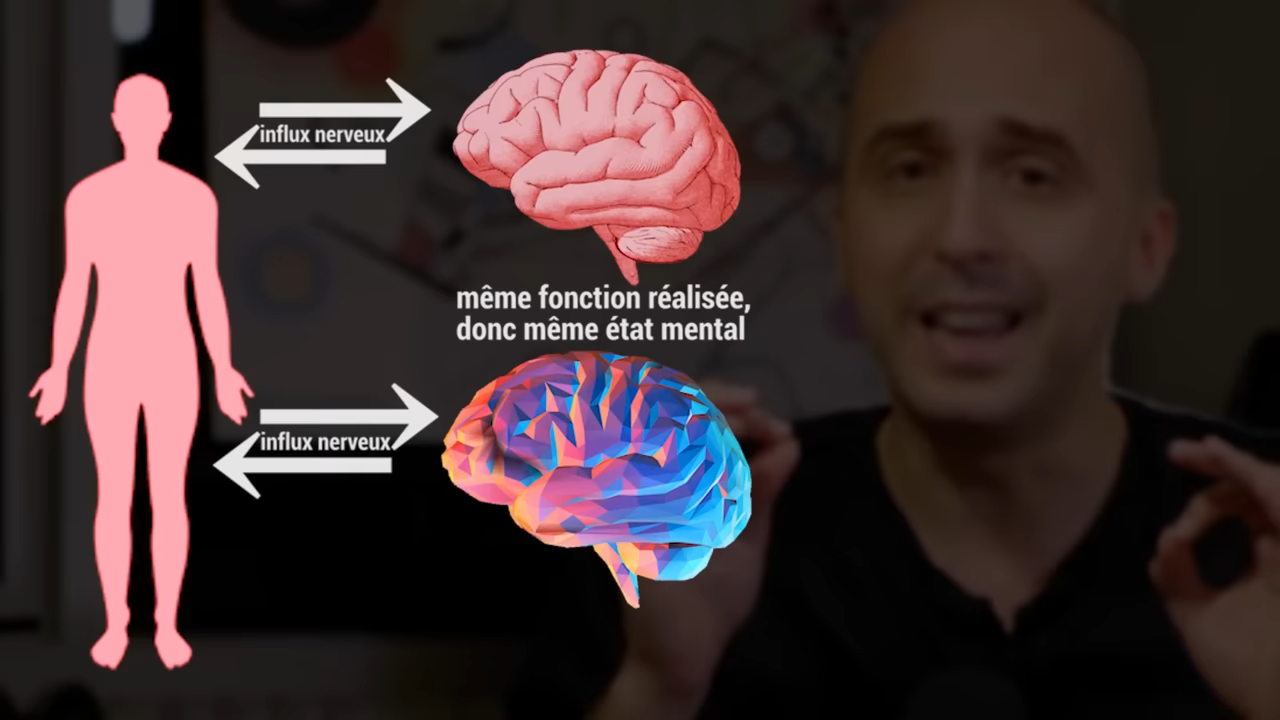 influx nerveux
même fonction réalisée,
donc même état mental
influx nerveux